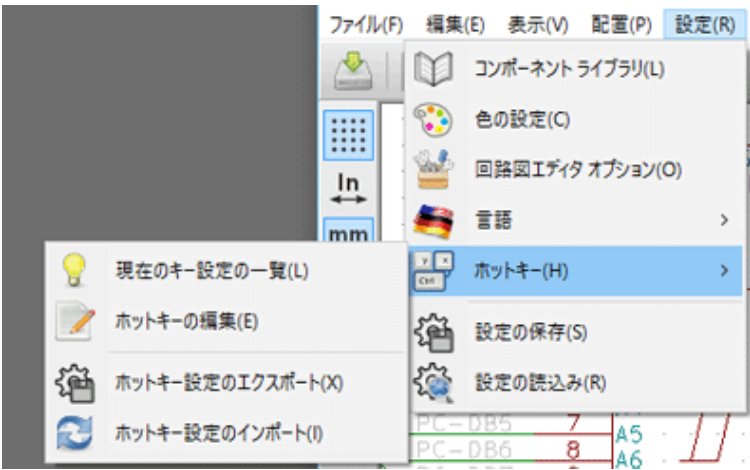 ファイル(F) 編集(E) 表示(V) 配置(P) 設定(R)
コンポーネント ライブラリ(L)
色の設定(C)
In
回路図エディタ オプション(O)
mm
言語
ホットキー(H)
y x
Ctrl
現在のキー設定の一覧(L)
ホットキーの編集(E)
設定の保存(S)
ホットキー設定のエクスポート(X)
設定の読込み(R)
ホットキー設定のインポート(I)
PC-DB5 7 A5
PC-DB6 8 A6